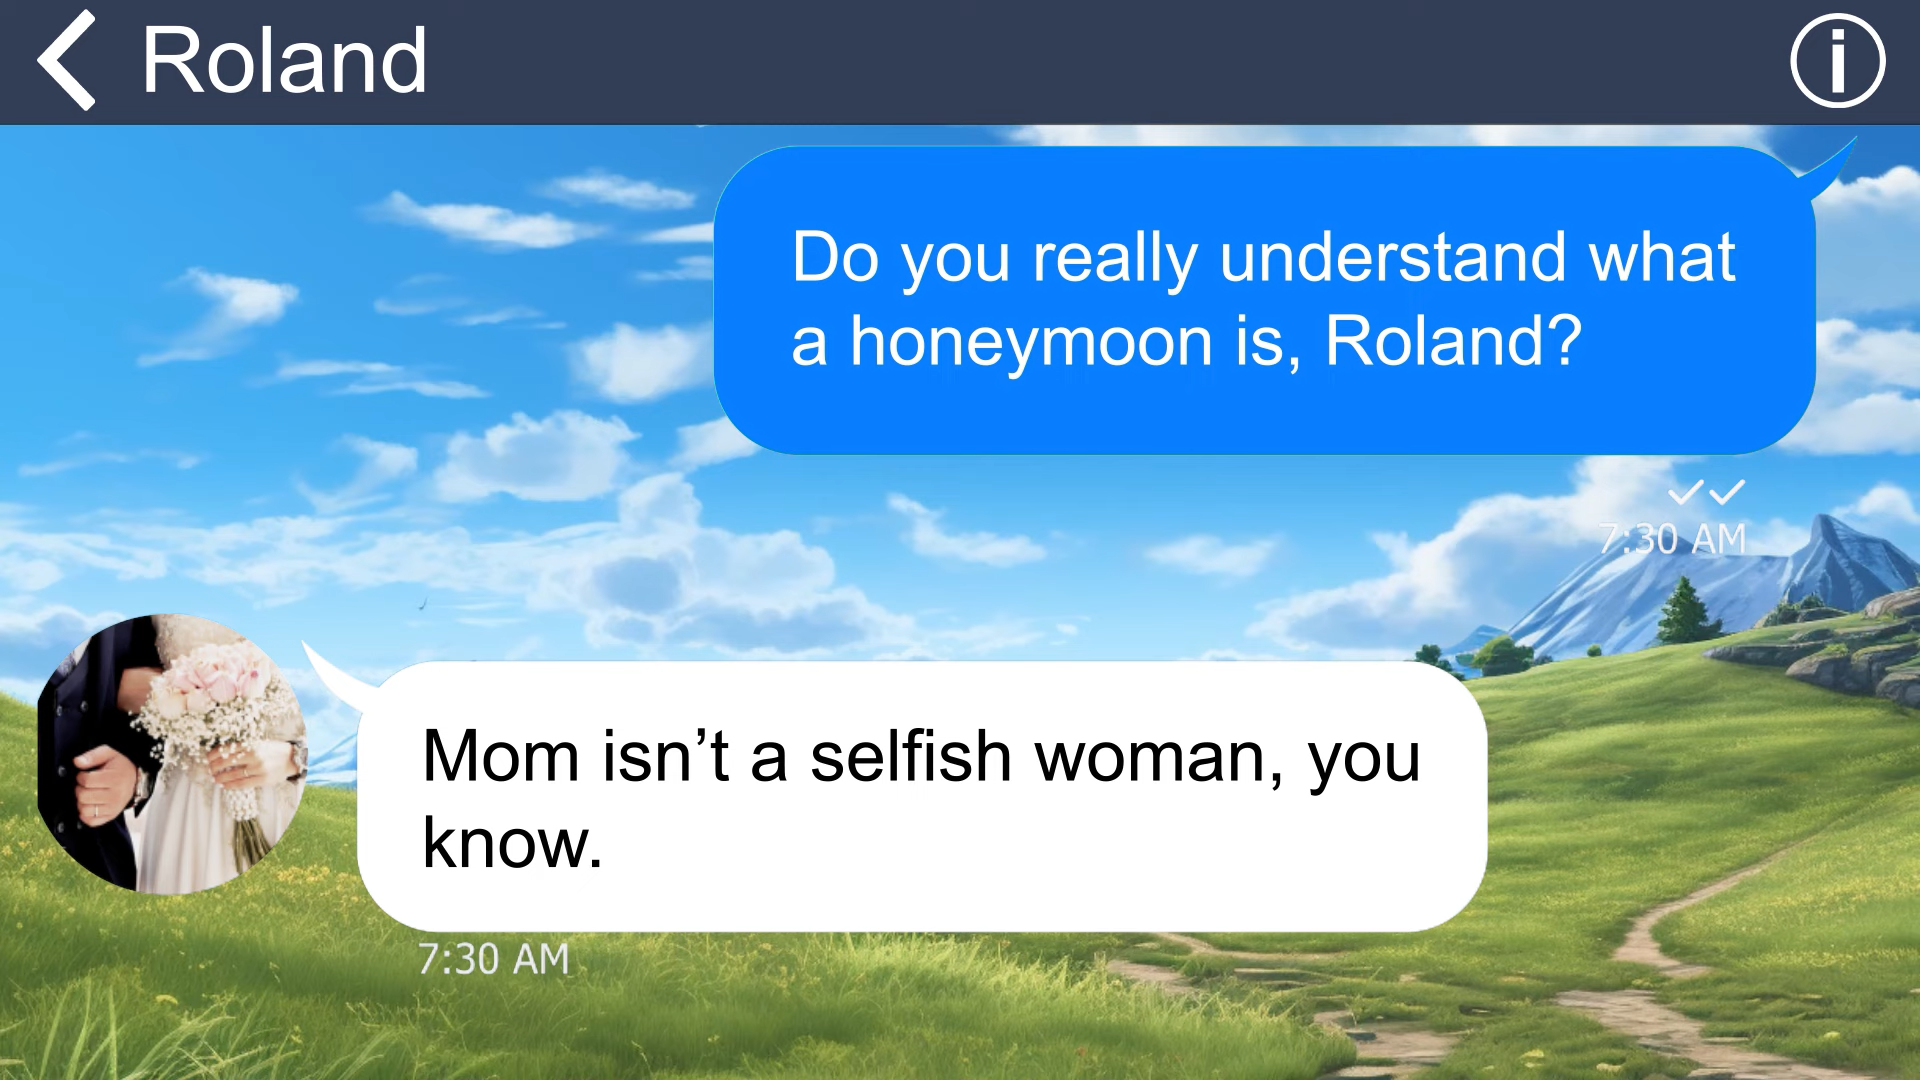 Roland
Do you really understand what
a honeymoon is, Roland?
7:30 AM
Mom isn’t a selfish woman, you
know.
7:30 AM